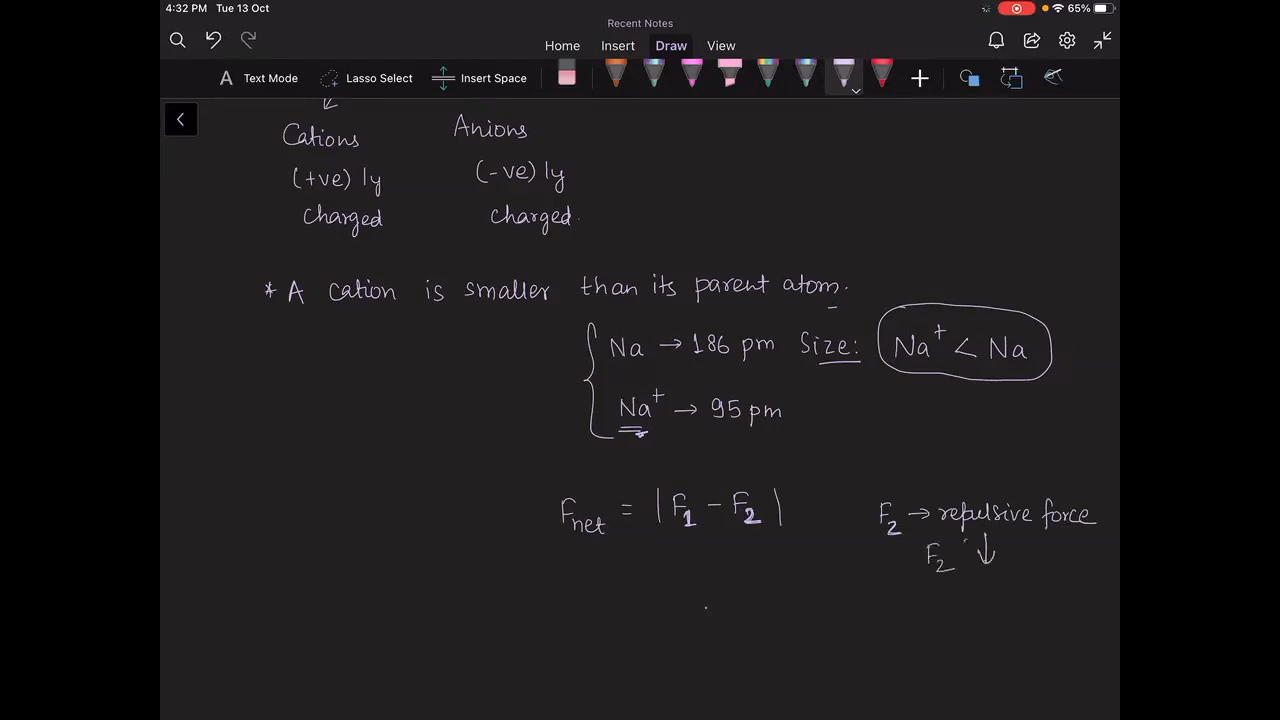 4:32 PM Tue 13 Oct 65%
Recent Notes
Home Insert Draw View
A Text Mode Lasso Select Insert Space
Cations Anions
(+ve) ly (-ve) ly
charged charged.
* A cation is smaller than its parent atom.
Na → 186 pm Size: Na⁺ < Na
Na⁺ → 95 pm
Fnet = | F1 - F2 | F2 → repulsive force
F2 ↓